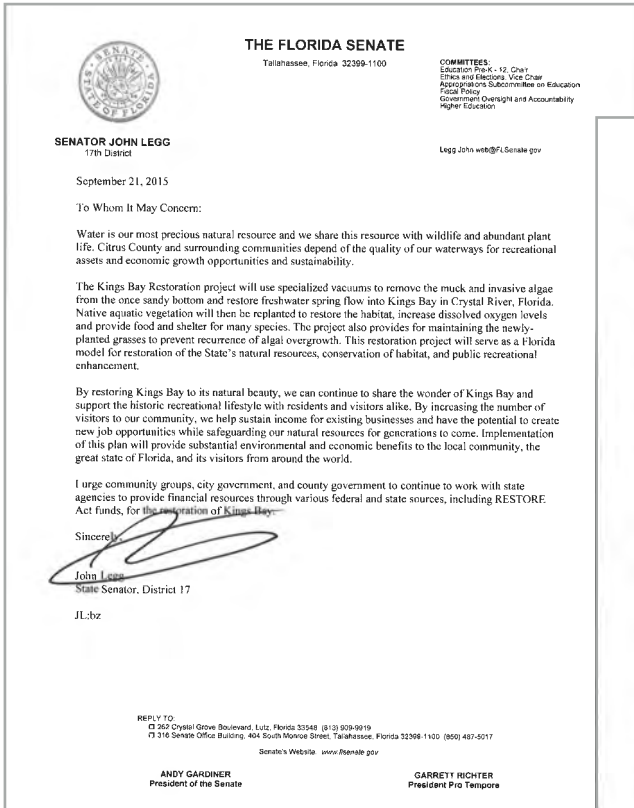 THE FLORIDA SENATE
Tallahassee, Florida 32399-1100
SENATE
STATE OF FLORIDA
COMMITTEES:
Education Pre-K - 12, Chair
Ethics and Elections, Vice Chair
Appropriations Subcommittee on Education
Fiscal Policy
Government Oversight and Accountability
Higher Education
SENATOR JOHN LEGG
17th District
Legg.John.web@FLSenate.gov
September 21, 2015
To Whom It May Concern:
Water is our most precious natural resource and we share this resource with wildlife and abundant plant
life. Citrus County and surrounding communities depend of the quality of our waterways for recreational
assets and economic growth opportunities and sustainability.
The Kings Bay Restoration project will use specialized vacuums to remove the muck and invasive algae
from the once sandy bottom and restore freshwater spring flow into Kings Bay in Crystal River, Florida.
Native aquatic vegetation will then be replanted to restore the habitat, increase dissolved oxygen levels
and provide food and shelter for many species. The project also provides for maintaining the newly-
planted grasses to prevent recurrence of algal overgrowth. This restoration project will serve as a Florida
model for restoration of the State's natural resources, conservation of habitat, and public recreational
enhancement.
By restoring Kings Bay to its natural beauty, we can continue to share the wonder of Kings Bay and
support the historic recreational lifestyle with residents and visitors alike. By increasing the number of
visitors to our community, we help sustain income for existing businesses and have the potential to create
new job opportunities while safeguarding our natural resources for generations to come. Implementation
of this plan will provide substantial environmental and economic benefits to the local community, the
great state of Florida, and its visitors from around the world.
I urge community groups, city government, and county government to continue to work with state
agencies to provide financial resources through various federal and state sources, including RESTORE
Act funds, for the restoration of Kings Bay.
Sincerely,
John Legg
State Senator, District 17
JL:bz
REPLY TO:
☐ 262 Crystal Grove Boulevard, Lutz, Florida 33548 (813) 909-9919
☐ 316 Senate Office Building, 404 South Monroe Street, Tallahassee, Florida 32399-1100 (850) 487-5017
Senate's Website: www.flsenate.gov
ANDY GARDINER
President of the Senate
GARRETT RICHTER
President Pro Tempore